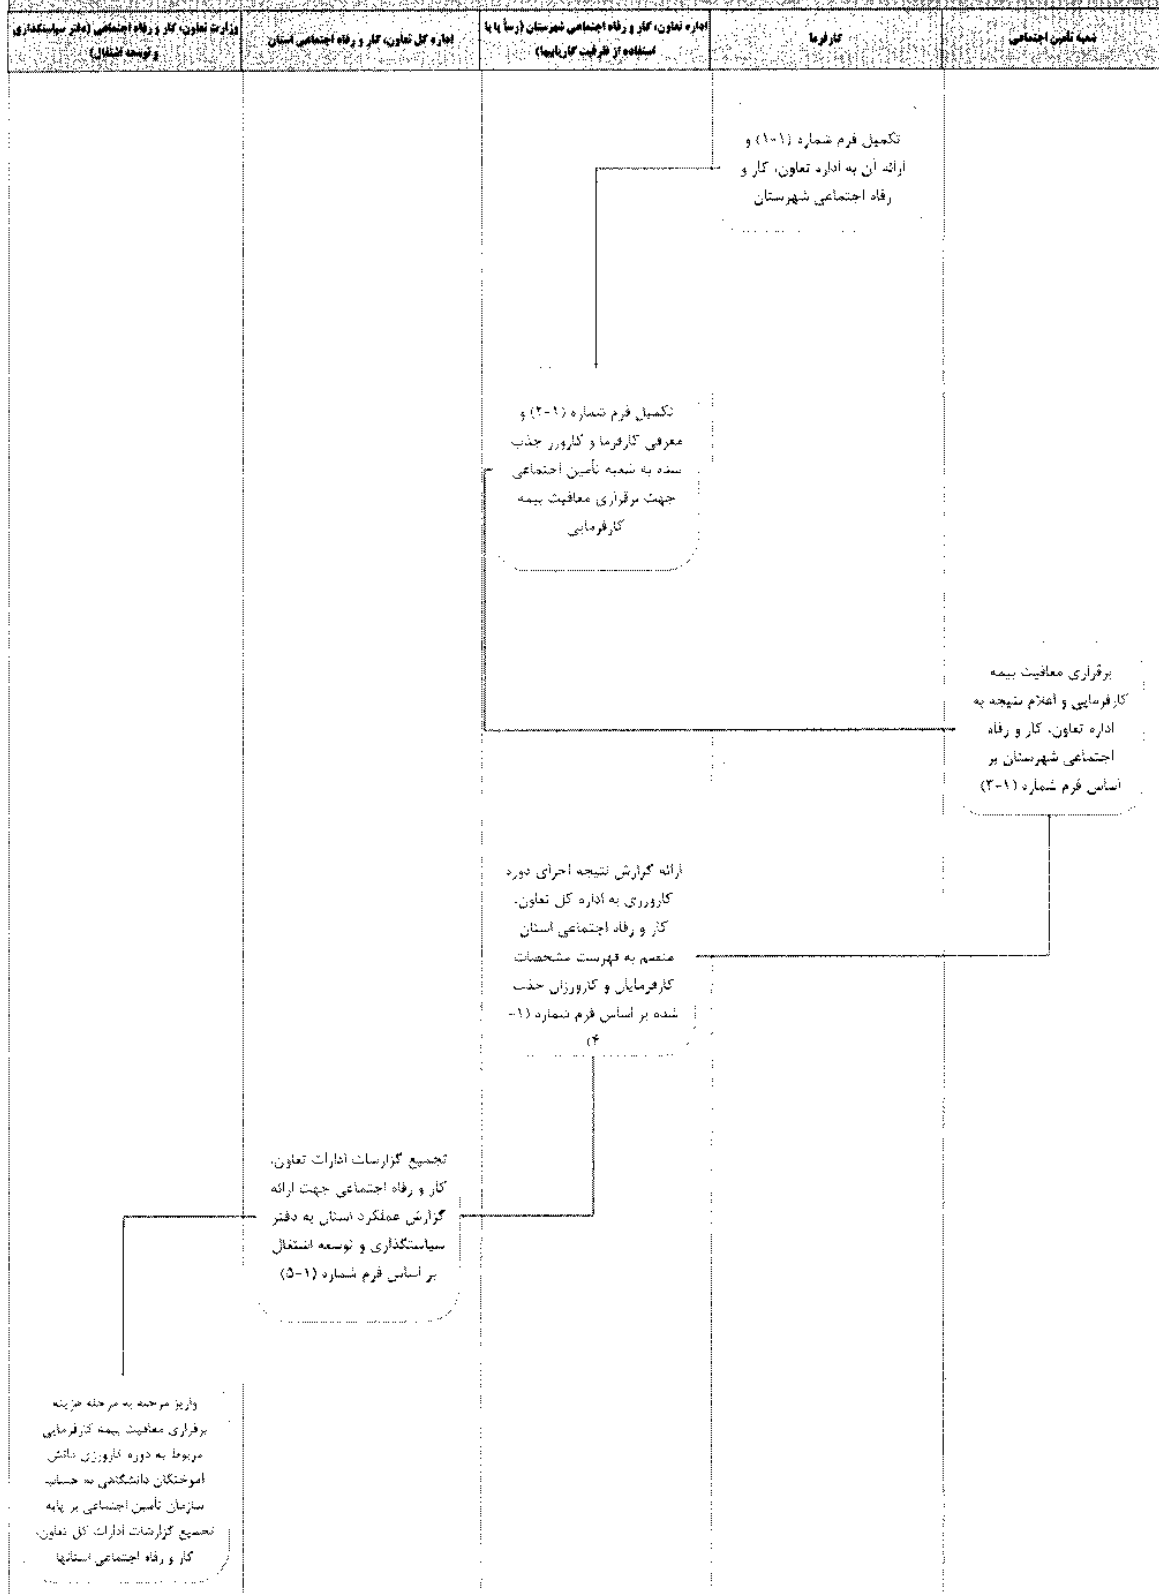 شعبه تأمین اجتماعی
کارفرما
اداره تعاون، کار و رفاه اجتماعی شهرستان (رسأ یا با
استفاده از ظرفیت کاریابیها)
اداره کل تعاون، کار و رفاه اجتماعی استان
وزارت تعاون، کار و رفاه اجتماعی (دفتر سیاستگذاری
و توسعه اشتغال)
تکمیل فرم شماره (۱-۱) و
ارائه آن به اداره تعاون، کار و
رفاه اجتماعی شهرستان
تکمیل فرم شماره (۱-۲) و
معرفی کارفرما و کارورز جذب
شده به شعبه تأمین اجتماعی
جهت برقراری معافیت بیمه
کارفرمایی
برقراری معافیت بیمه
کارفرمایی و اعلام نتیجه به
اداره تعاون، کار و رفاه
اجتماعی شهرستان بر
اساس فرم شماره (۱-۳)
ارائه گزارش نتیجه اجرای دوره
کارورزی به اداره کل تعاون،
کار و رفاه اجتماعی استان
منضم به فهرست مشخصات
کارفرمایان و کارورزان جذب
شده بر اساس فرم شماره (۱-
۴)
تجمیع گزارشات ادارات تعاون،
کار و رفاه اجتماعی جهت ارائه
گزارش عملکرد استان به دفتر
سیاستگذاری و توسعه اشتغال
بر اساس فرم شماره (۱-۵)
واریز مرحله به مرحله هزینه
برقراری معافیت بیمه کارفرمایی
مربوط به دوره کارورزی دانش
آموختگان دانشگاهی به حساب
سازمان تأمین اجتماعی بر پایه
تجمیع گزارشات ادارات کل تعاون،
کار و رفاه اجتماعی استانها